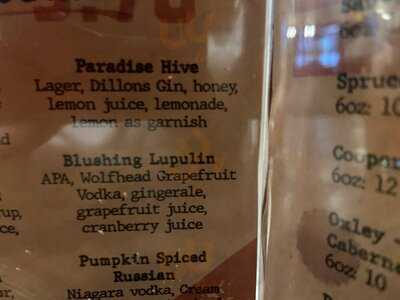 Paradise Hive
Lager, Dillons Gin, honey,
lemon juice, lemonade,
lemon as garnish
Blushing Lupulin
APA, Wolfhead Grapefruit
Vodka, gingerale,
grapefruit juice,
cranberry juice
Pumpkin Spiced
Russian
Niagara vodka, Cream
Spruce
6oz: 10
Cooper
6oz: 12
Oxley -
Caberne
6oz: 10